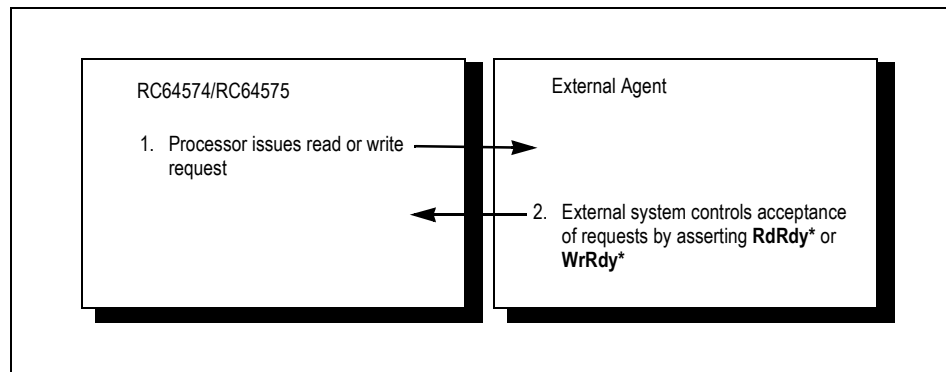 RC64574/RC64575
1. Processor issues read or write
request
External Agent
2. External system controls acceptance
of requests by asserting RdRdy* or
WrRdy*